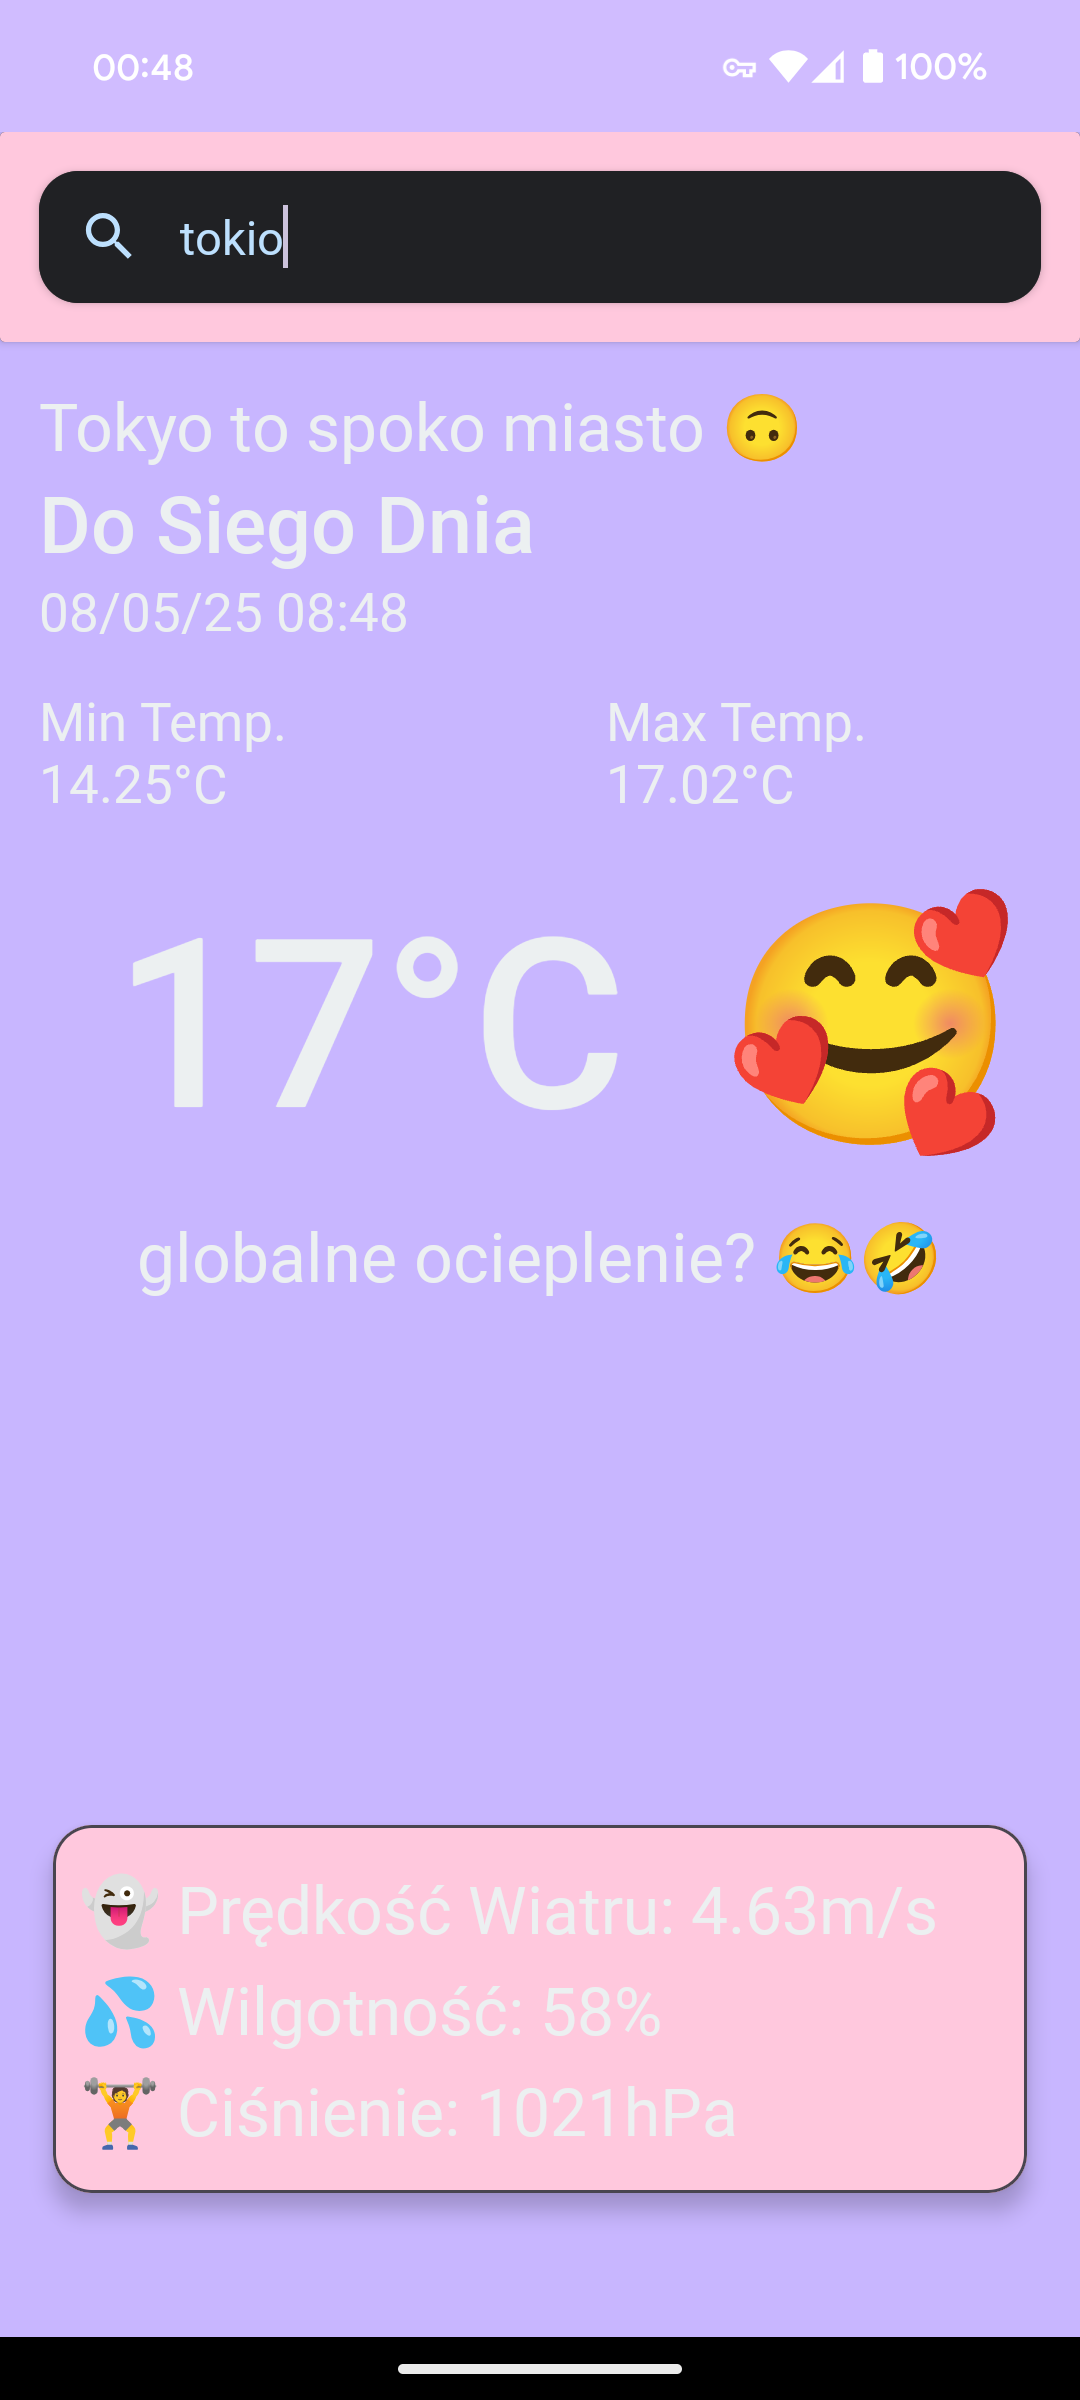 00:48 100%
tokio
Tokyo to spoko miasto 🙃
Do Siego Dnia
08/05/25 08:48
Min Temp. Max Temp.
14.25°C 17.02°C
17°C 🥰
globalne ocieplenie? 😂🤣
👻 Prędkość Wiatru: 4.63m/s
💦 Wilgotność: 58%
🏋️ Ciśnienie: 1021hPa